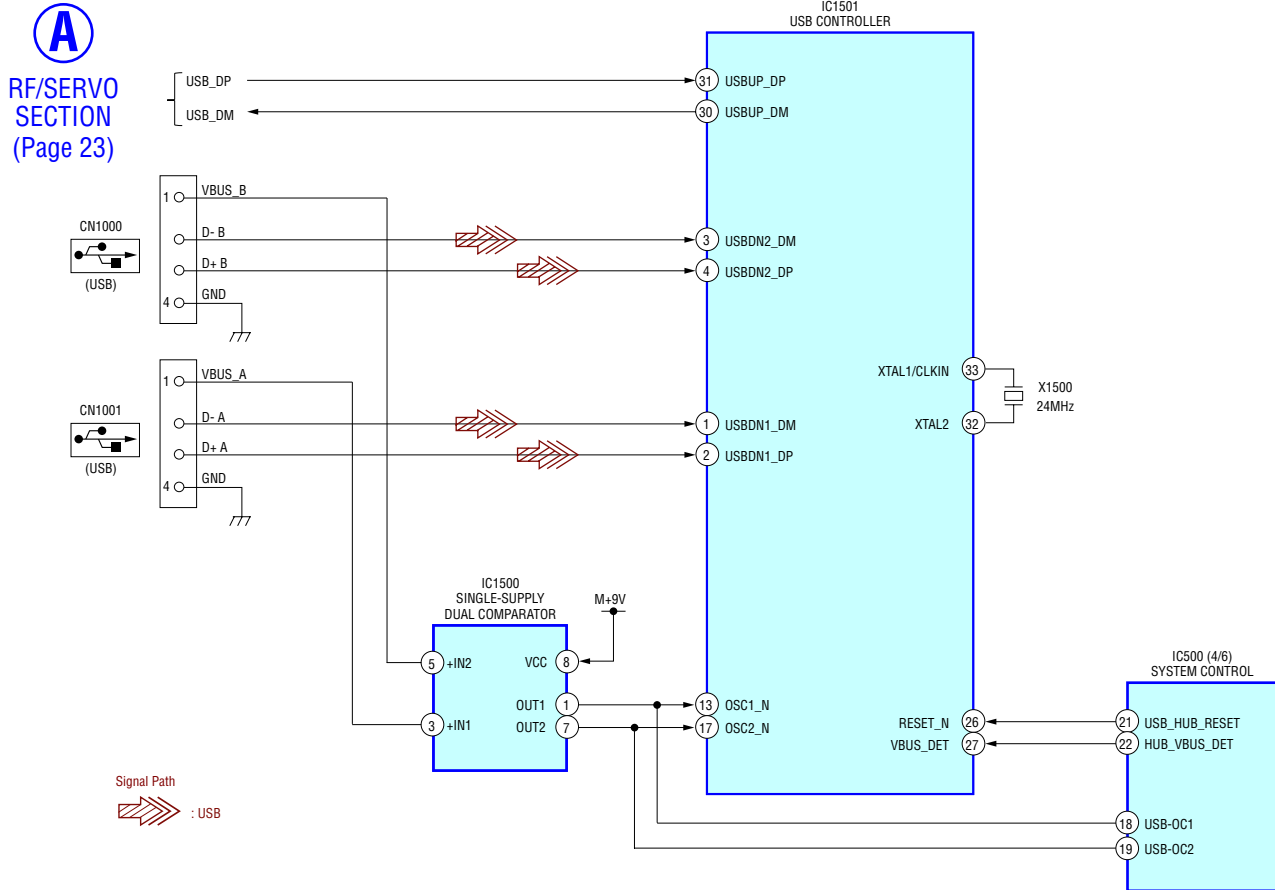 A
RF/SERVO
SECTION
(Page 23)
USB_DP
USB_DM
IC1501
USB CONTROLLER
31 USBUP_DP
30 USBUP_DM
CN1000
(USB)
1 VBUS_B
D- B
D+ B
4 GND
3 USBDN2_DM
4 USBDN2_DP
CN1001
(USB)
1 VBUS_A
D- A
D+ A
4 GND
1 USBDN1_DM
2 USBDN1_DP
XTAL1/CLKIN 33
XTAL2 32
X1500
24MHz
IC1500
SINGLE-SUPPLY
DUAL COMPARATOR
M+9V
5 +IN2
VCC 8
OUT1 1
3 +IN1
OUT2 7
13 OSC1_N
17 OSC2_N
RESET_N 26
VBUS_DET 27
IC500 (4/6)
SYSTEM CONTROL
21 USB_HUB_RESET
22 HUB_VBUS_DET
18 USB-OC1
19 USB-OC2
Signal Path
: USB